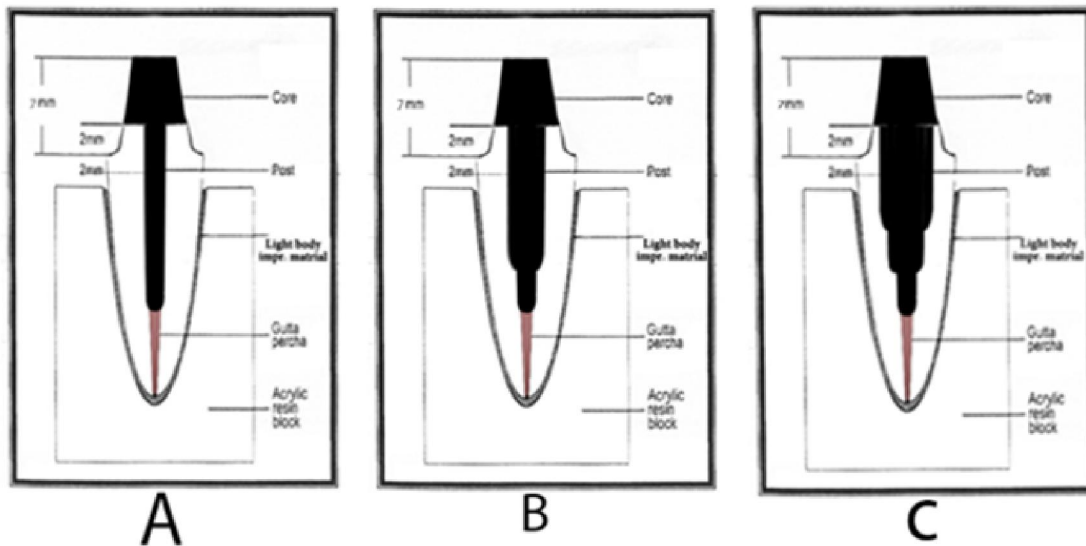 7mm
Core
2mm
2mm
Post
Light body
impe. matrial
Gutta
percha
Acrylic
resin
block
A
7mm
Core
2mm
2mm
Post
Light body
impe. matrial
Gutta
percha
Acrylic
resin
block
B
7mm
Core
2mm
2mm
Post
Light body
impe. matrial
Gutta
percha
Acrylic
resin
block
C